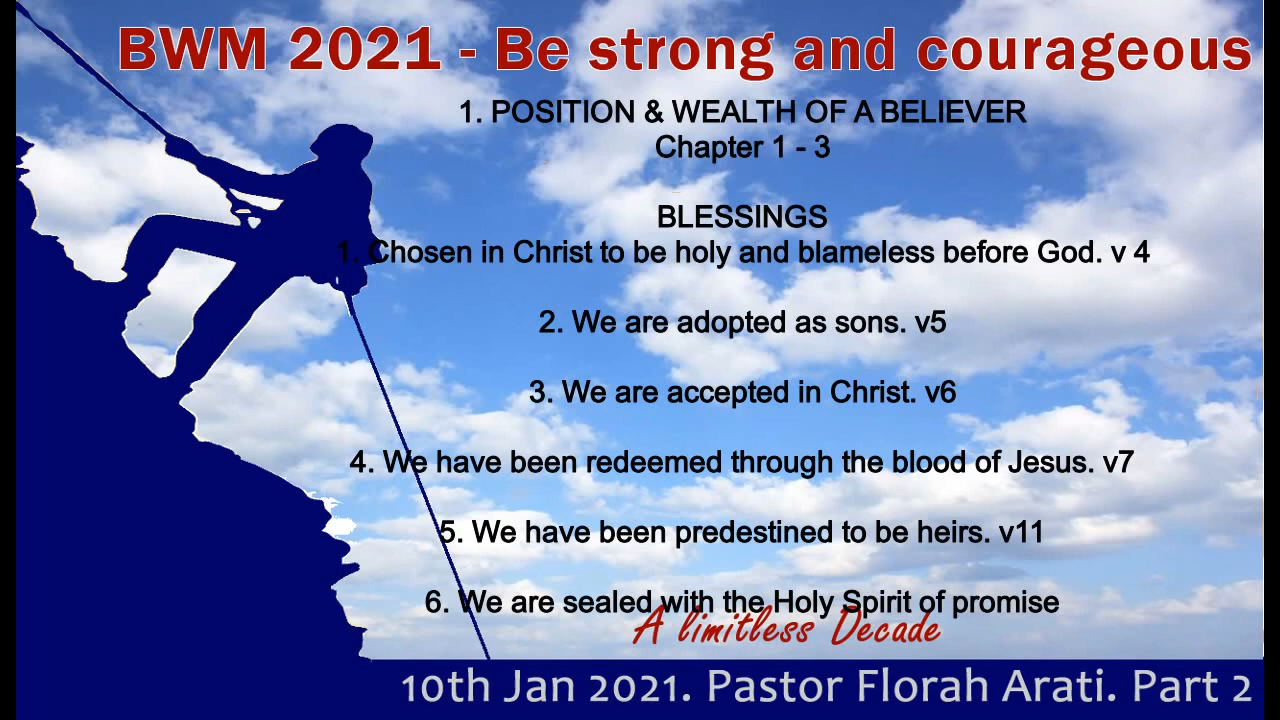 BWM 2021 - Be strong and courageous
1. POSITION & WEALTH OF A BELIEVER
Chapter 1 - 3
BLESSINGS
1. Chosen in Christ to be holy and blameless before God. v 4
2. We are adopted as sons. v5
3. We are accepted in Christ. v6
4. We have been redeemed through the blood of Jesus. v7
5. We have been predestined to be heirs. v11
6. We are sealed with the Holy Spirit of promise
A limitless Decade
10th Jan 2021. Pastor Florah Arati. Part 2